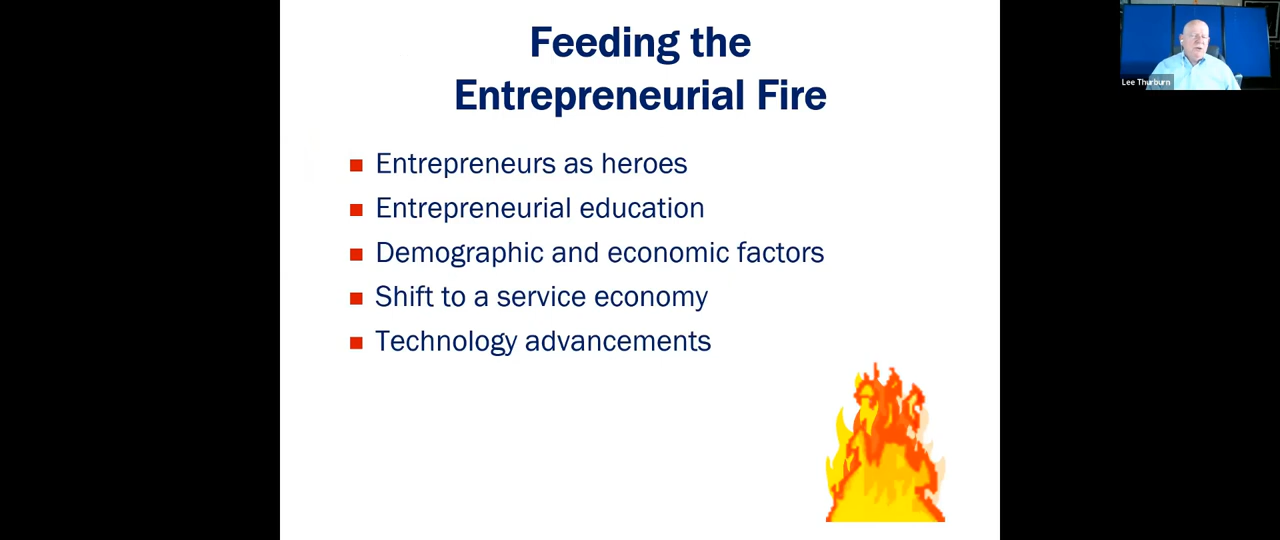 Feeding the
Entrepreneurial Fire
Entrepreneurs as heroes
Entrepreneurial education
Demographic and economic factors
Shift to a service economy
Technology advancements
Lee Thurburn